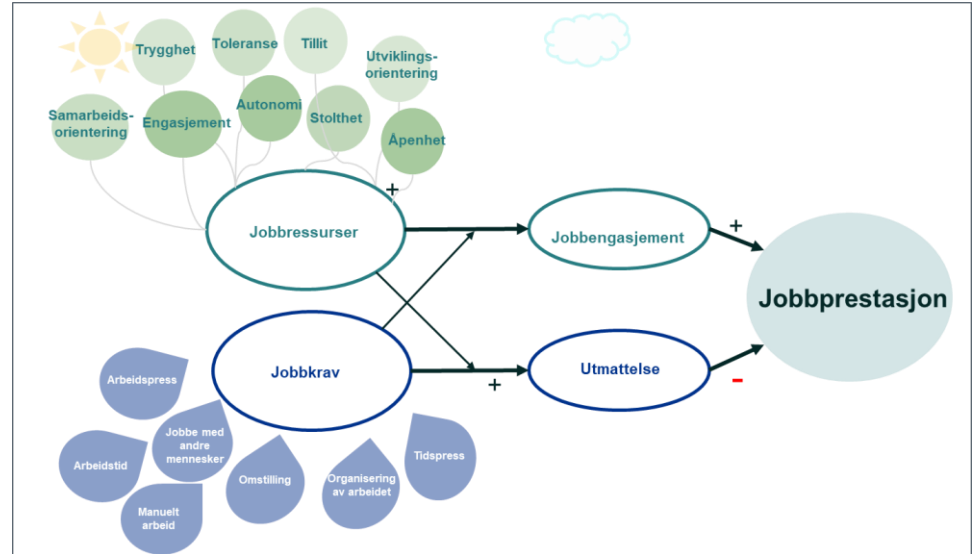 Trygghet
Toleranse
Tillit
Utviklings-
orientering
Samarbeids-
orientering
Engasjement
Autonomi
Stolthet
Åpenhet
+
Jobbressurser
Jobbengasjement
+
Jobbprestasjon
Jobbkrav
+
Utmattelse
-
Arbeidspress
Jobbe med
andre
mennesker
Arbeidstid
Manuelt
arbeid
Omstilling
Organisering
av arbeidet
Tidspress